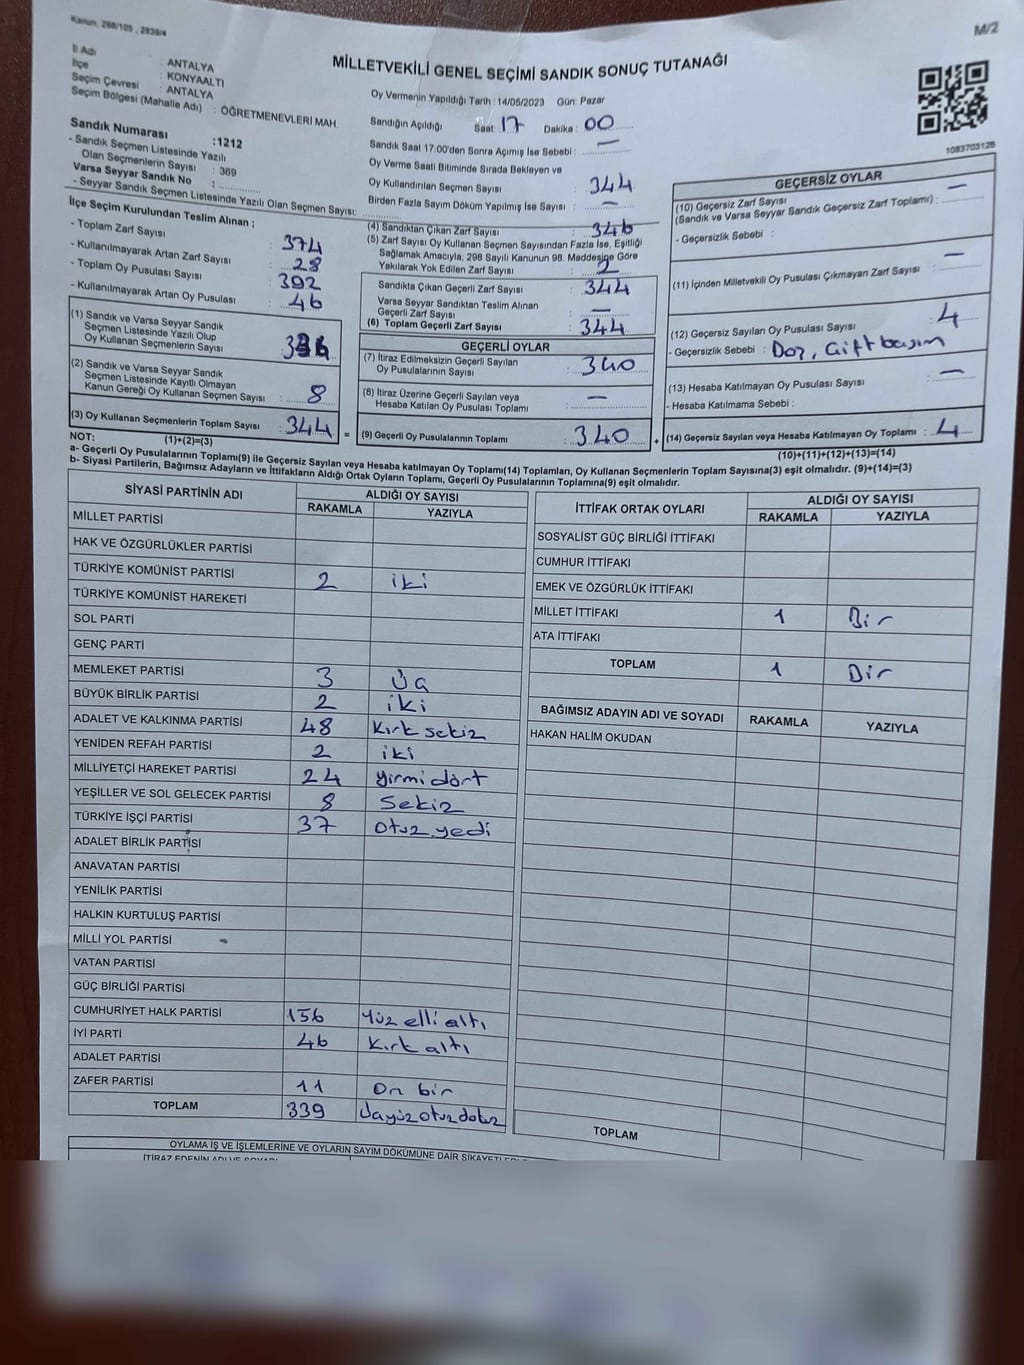 Kanun, 298/105 , 2839/4
M/2
MİLLETVEKİLİ GENEL SEÇİMİ SANDIK SONUÇ TUTANAĞI
İl Adı : ANTALYA
İlçe : KONYAALTI
Seçim Çevresi : ANTALYA
Seçim Bölgesi (Mahalle Adı) : ÖĞRETMENEVLERİ MAH.
Sandık Numarası :1212
- Sandık Seçmen Listesinde Yazılı
Olan Seçmenlerin Sayısı : 369
Varsa Seyyar Sandık No :
- Seyyar Sandık Seçmen Listesinde Yazılı Olan Seçmen Sayısı:
İlçe Seçim Kurulundan Teslim Alınan ;
- Toplam Zarf Sayısı : 374
- Kullanılmayarak Artan Zarf Sayısı : 28
- Toplam Oy Pusulası Sayısı : 392
- Kullanılmayarak Artan Oy Pusulası : 46
(1) Sandık ve Varsa Seyyar Sandık
Seçmen Listesinde Yazılı Olup
Oy Kullanan Seçmenlerin Sayısı :
(2) Sandık ve Varsa Seyyar Sandık
Seçmen Listesinde Kayıtlı Olmayan
Kanun Gereği Oy Kullanan Seçmen Sayısı : 8
(3) Oy Kullanan Seçmenlerin Toplam Sayısı : 344 =
(1)+(2)=(3)
Oy Vermenin Yapıldığı Tarih :14/05/2023 Gün: Pazar
Sandığın Açıldığı Saat 17 Dakika : 00
Sandık Saat 17.00'den Sonra Açımış İse Sebebi : —
Oy Verme Saati Bitiminde Sırada Bekleyen ve
Oy Kullandırılan Seçmen Sayısı : 344
Birden Fazla Sayım Döküm Yapılmış İse Sayısı : —
(4) Sandıktan Çıkan Zarf Sayısı : 346
(5) Zarf Sayısı Oy Kullanan Seçmen Sayısından Fazla İse, Eşitliği
Sağlamak Amacıyla, 298 Sayılı Kanunun 98. Maddesine Göre
Yakılarak Yok Edilen Zarf Sayısı : 2
Sandıkta Çıkan Geçerli Zarf Sayısı : 344
Varsa Seyyar Sandıktan Teslim Alınan
Geçerli Zarf Sayısı : —
(6) Toplam Geçerli Zarf Sayısı : 344
GEÇERLİ OYLAR
(7) İtiraz Edilmeksizin Geçerli Sayılan
Oy Pusulalarının Sayısı : 340
(8) İtiraz Üzerine Geçerli Sayılan veya
Hesaba Katılan Oy Pusulası Toplamı : —
(9) Geçerli Oy Pusulalarının Toplamı : 340 +
1083703126
GEÇERSİZ OYLAR
(10) Geçersiz Zarf Sayısı : —
(Sandık ve Varsa Seyyar Sandık Geçersiz Zarf Toplamı)
- Geçersizlik Sebebi :
(11) İçinden Milletvekili Oy Pusulası Çıkmayan Zarf Sayısı : —
(12) Geçersiz Sayılan Oy Pusulası Sayısı : 4
- Geçersizlik Sebebi :
(13) Hesaba Katılmayan Oy Pusulası Sayısı : —
- Hesaba Katılmama Sebebi :
(14) Geçersiz Sayılan veya Hesaba Katılmayan Oy Toplamı : 4
(10)+(11)+(12)+(13)=(14)
NOT:
a- Geçerli Oy Pusulalarının Toplamı(9) ile Geçersiz Sayılan veya Hesaba katılmayan Oy Toplamı(14) Toplamları, Oy Kullanan Seçmenlerin Toplam Sayısına(3) eşit olmalıdır. (9)+(14)=(3)
b- Siyasi Partilerin, Bağımsız Adayların ve İttifakların Aldığı Ortak Oyların Toplamı, Geçerli Oy Pusulalarının Toplamına(9) eşit olmalıdır.
SİYASİ PARTİNİN ADI ALDIĞI OY SAYISI
RAKAMLA YAZIYLA
MİLLET PARTİSİ
HAK VE ÖZGÜRLÜKLER PARTİSİ
TÜRKİYE KOMÜNİST PARTİSİ 2 iki
TÜRKİYE KOMÜNİST HAREKETİ
SOL PARTİ
GENÇ PARTİ
MEMLEKET PARTİSİ 3 Üç
BÜYÜK BİRLİK PARTİSİ 2 iki
ADALET VE KALKINMA PARTİSİ 48 Kırk sekiz
YENİDEN REFAH PARTİSİ 2 iki
MİLLİYETÇİ HAREKET PARTİSİ 24 yirmi dört
YEŞİLLER VE SOL GELECEK PARTİSİ 8 Sekiz
TÜRKİYE İŞÇİ PARTİSİ 37 otuz yedi
ADALET BİRLİK PARTİSİ
ANAVATAN PARTİSİ
YENİLİK PARTİSİ
HALKIN KURTULUŞ PARTİSİ
MİLLİ YOL PARTİSİ
VATAN PARTİSİ
GÜÇ BİRLİĞİ PARTİSİ
CUMHURİYET HALK PARTİSİ 156 Yüz elli altı
İYİ PARTİ 46 Kırk altı
ADALET PARTİSİ
ZAFER PARTİSİ 11 On bir
TOPLAM 339 üçyüz otuz dokuz
İTTİFAK ORTAK OYLARI ALDIĞI OY SAYISI
RAKAMLA YAZIYLA
SOSYALİST GÜÇ BİRLİĞİ İTTİFAKI
CUMHUR İTTİFAKI
EMEK VE ÖZGÜRLÜK İTTİFAKI
MİLLET İTTİFAKI 1 Bir
ATA İTTİFAKI
TOPLAM 1 Bir
BAĞIMSIZ ADAYIN ADI VE SOYADI RAKAMLA YAZIYLA
HAKAN HALİM OKUDAN
TOPLAM
OYLAMA İŞ VE İŞLEMLERİNE VE OYLARIN SAYIM DÖKÜMÜNE DAİR ŞİKAYET